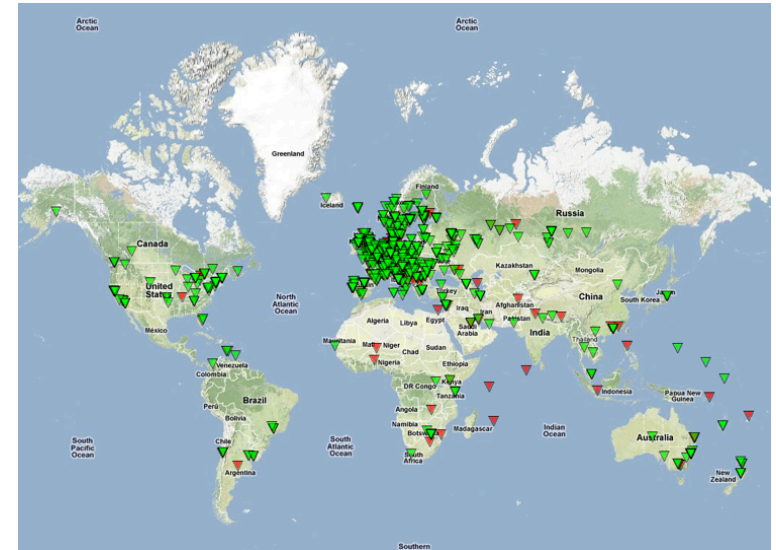 Arctic
Ocean
Arctic
Ocean
Greenland
Iceland
Finland
Russia
Canada
United
States
North
Atlantic
Ocean
México
Kazakhstan
Mongolia
China
South Korea
Japan
Turkey
Iraq
Iran
Afghanistan
Pakistan
India
Thailand
Algeria
Libya
Egypt
Saudi
Arabia
Mauritania
Mali
Niger
Chad
Sudan
Nigeria
Ethiopia
Kenya
DR Congo
Tanzania
Angola
Namibia
Botswana
Madagascar
South
Africa
Venezuela
Colombia
Perú
Brazil
Bolivia
Chile
Argentina
South
Pacific
Ocean
South
Atlantic
Ocean
Indian
Ocean
Indonesia
Papua New
Guinea
Australia
New
Zealand
Southern